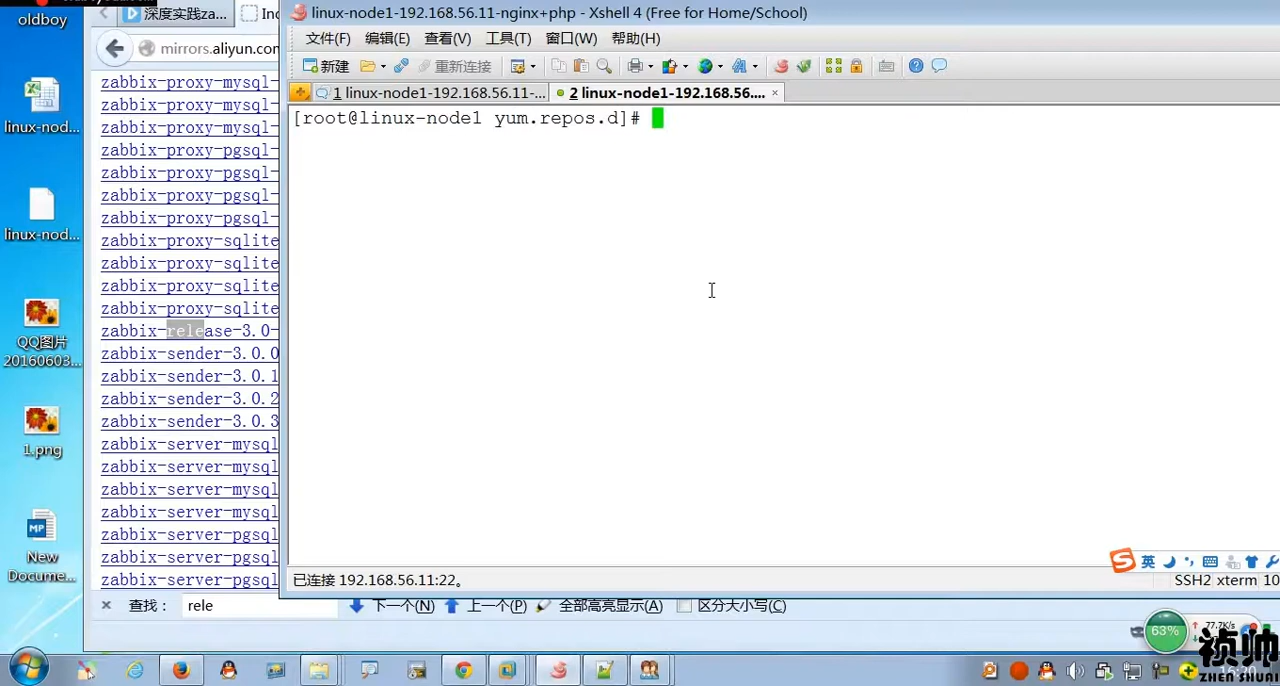 oldboy
linux-nod...
linux-nod...
QQ图片
20160603...
1.png
New
Docume...
深度实践za...
mirrors.aliyun.con
zabbix-proxy-mysql-
zabbix-proxy-mysql-
zabbix-proxy-mysql-
zabbix-proxy-pgsql-
zabbix-proxy-pgsql-
zabbix-proxy-pgsql-
zabbix-proxy-pgsql-
zabbix-proxy-sqlite
zabbix-proxy-sqlite
zabbix-proxy-sqlite
zabbix-proxy-sqlite
zabbix-release-3.0-
zabbix-sender-3.0.0
zabbix-sender-3.0.1
zabbix-sender-3.0.2
zabbix-sender-3.0.3
zabbix-server-mysql
zabbix-server-mysql
zabbix-server-mysql
zabbix-server-mysql
zabbix-server-pgsql
zabbix-server-pgsql
zabbix-server-pgsql
linux-node1-192.168.56.11-nginx+php - Xshell 4 (Free for Home/School)
文件(F) 编辑(E) 查看(V) 工具(T) 窗口(W) 帮助(H)
新建 重新连接
1 linux-node1-192.168.56.11-... 2 linux-node1-192.168.56.... ×
[root@linux-node1 yum.repos.d]#
英
已连接 192.168.56.11:22。 SSH2 xterm 10
× 查找: rele 下一个(N) 上一个(P) 全部高亮显示(A) 区分大小写(C)
63% 77.7K/s
祯帅
ZHEN SHUAI
16:20